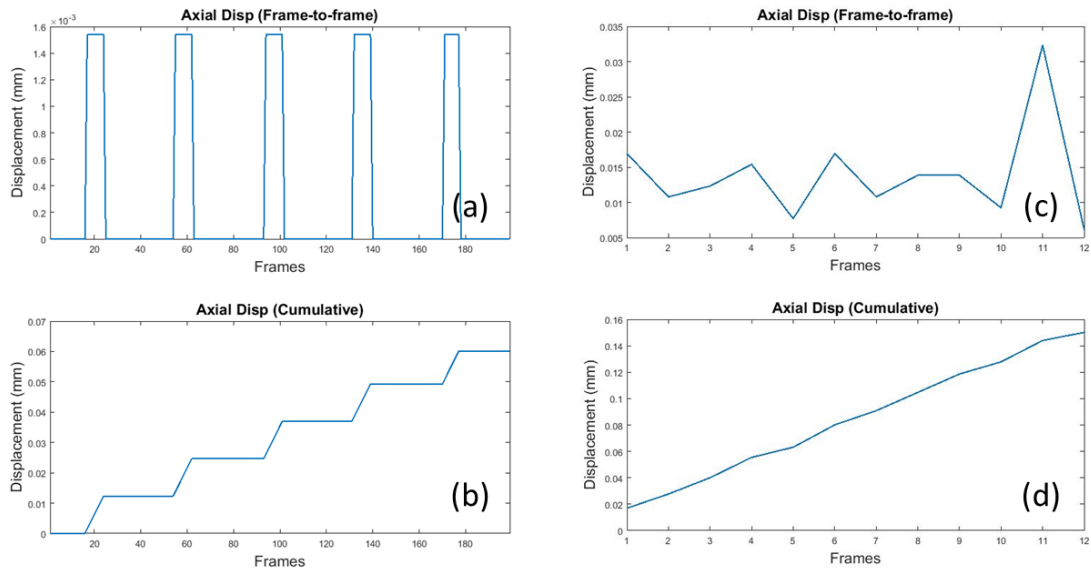 Axial Disp (Frame-to-frame)
×10⁻³
1.6
1.4
1.2
1
0.8
0.6
0.4
0.2
0
Displacement (mm)
20 40 60 80 100 120 140 160 180
Frames
(a)
Axial Disp (Cumulative)
0.07
0.06
0.05
0.04
0.03
0.02
0.01
0
Displacement (mm)
20 40 60 80 100 120 140 160 180
Frames
(b)
Axial Disp (Frame-to-frame)
0.035
0.03
0.025
0.02
0.015
0.01
0.005
Displacement (mm)
1 2 3 4 5 6 7 8 9 10 11 12
Frames
(c)
Axial Disp (Cumulative)
0.16
0.14
0.12
0.1
0.08
0.06
0.04
0.02
0
Displacement (mm)
1 2 3 4 5 6 7 8 9 10 11 12
Frames
(d)